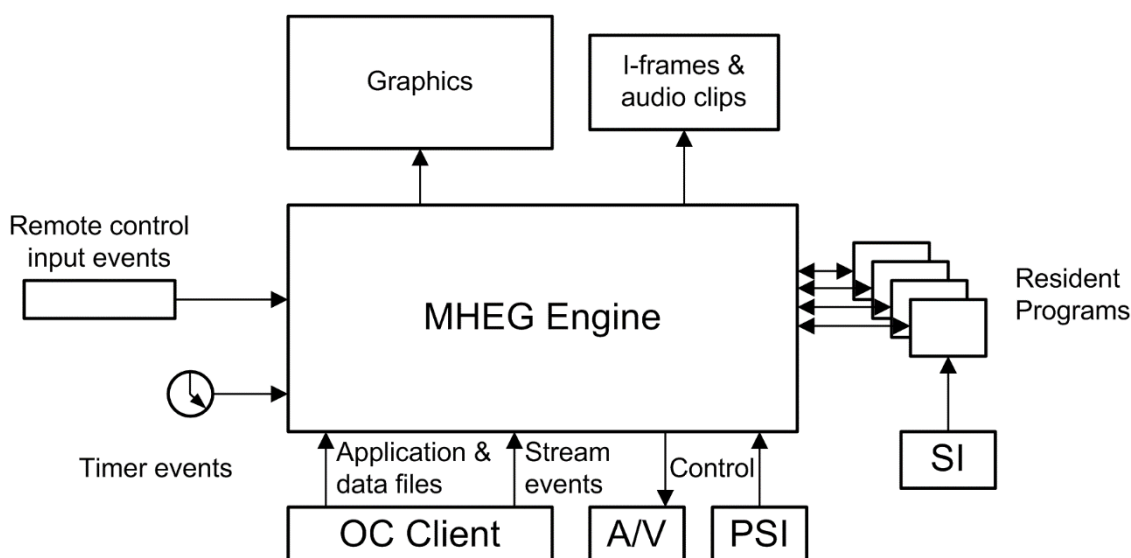 Graphics
I-frames &
audio clips
Remote control
input events
MHEG Engine
Resident
Programs
Timer events
Application &
data files
Stream
events
Control
SI
OC Client
A/V
PSI